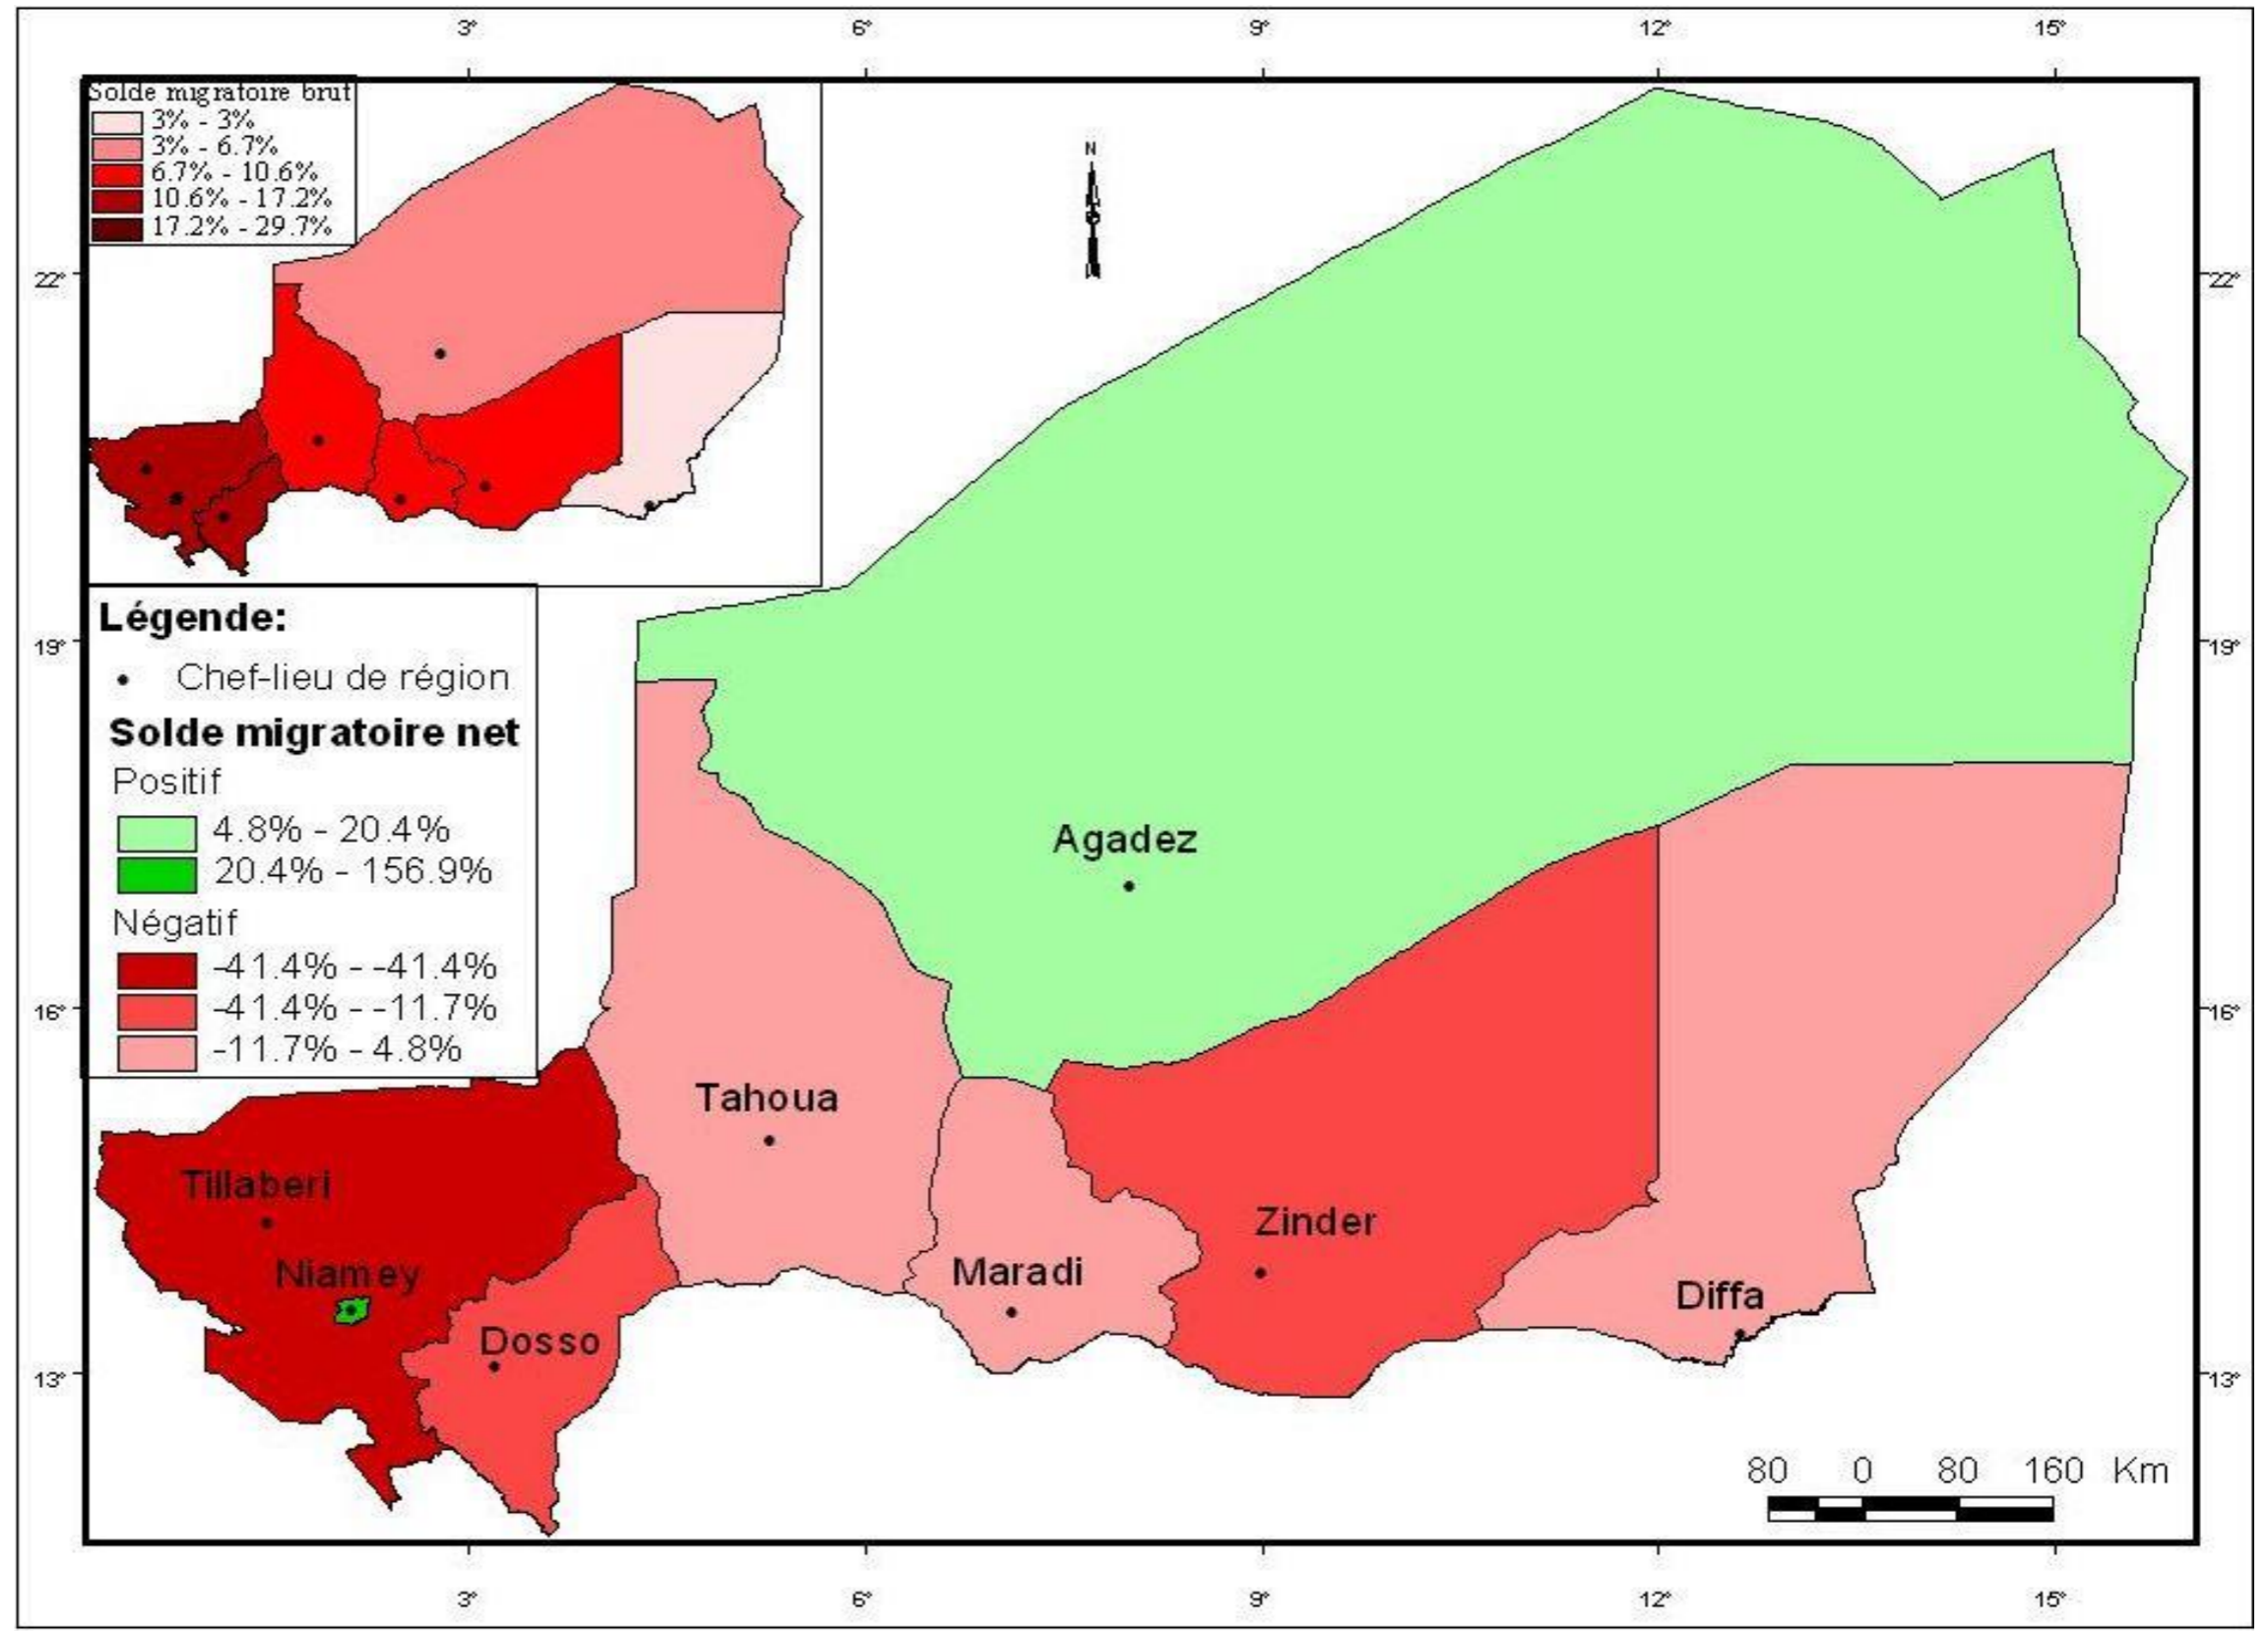 3° 6° 9° 12° 15°
Solde migratoire brut
3% - 3%
3% - 6.7%
6.7% - 10.6%
10.6% - 17.2%
17.2% - 29.7%
N
22° 22°
Légende:
19° 19°
Chef-lieu de région
Solde migratoire net
Positif
4.8% - 20.4%
20.4% - 156.9%
Négatif
-41.4% - -41.4%
-41.4% - -11.7%
-11.7% - 4.8%
16° 16°
Agadez
Tahoua
Tillaberi
Zinder
Niamey
Maradi
Diffa
Dosso
13° 13°
80 0 80 160 Km
3° 6° 9° 12° 15°